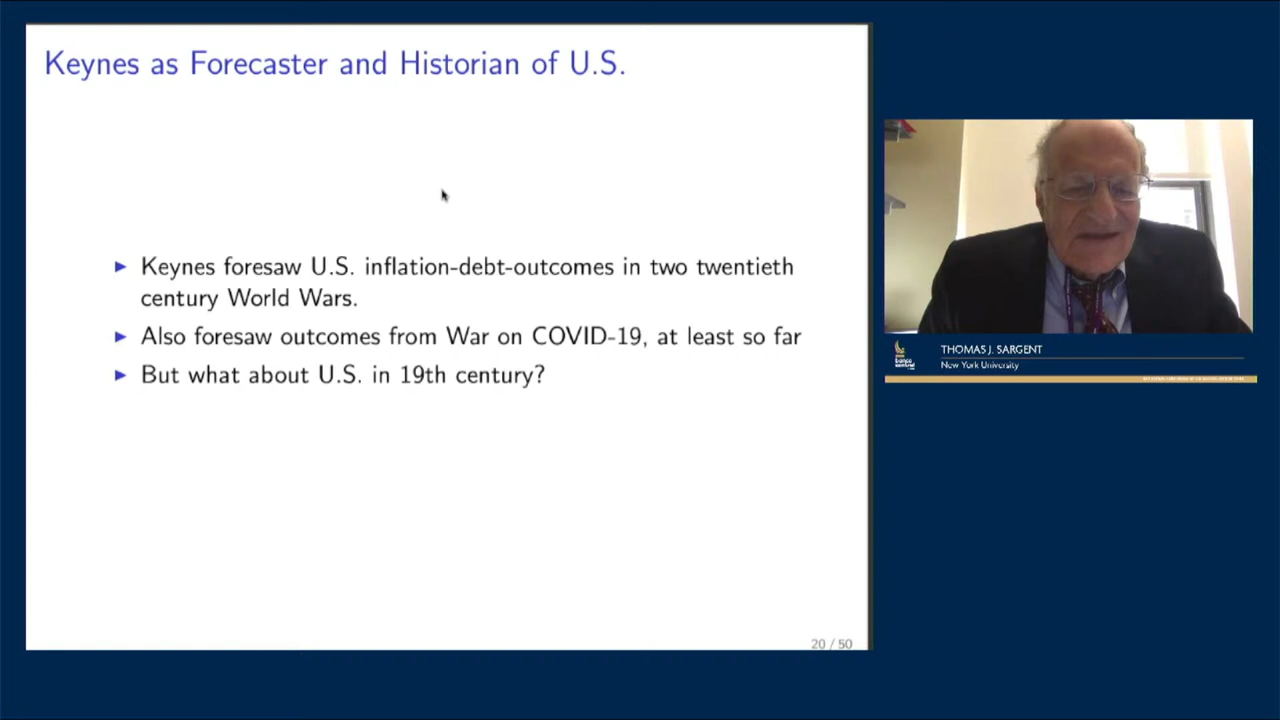 Keynes as Forecaster and Historian of U.S.
▶ Keynes foresaw U.S. inflation-debt-outcomes in two twentieth
century World Wars.
▶ Also foresaw outcomes from War on COVID-19, at least so far
▶ But what about U.S. in 19th century?
20 / 50
THOMAS J. SARGENT
New York University
banco
central